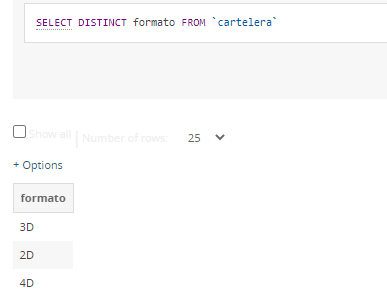 SELECT DISTINCT formato FROM `cartelera`
Show all | Number of rows: 25
+ Options
formato
3D
2D
4D